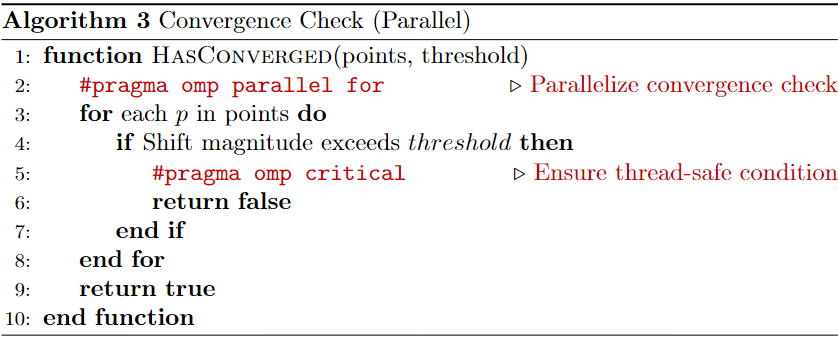 Algorithm 3 Convergence Check (Parallel)
1: function HasConverged(points, threshold)
2: #pragma omp parallel for ▷ Parallelize convergence check
3: for each p in points do
4: if Shift magnitude exceeds threshold then
5: #pragma omp critical ▷ Ensure thread-safe condition
6: return false
7: end if
8: end for
9: return true
10: end function